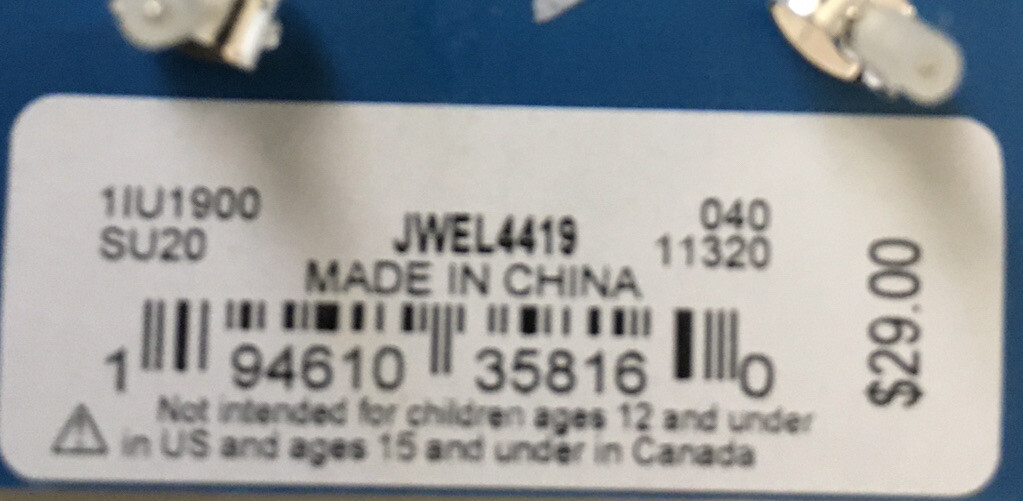 1IU1900
SU20
JWEL4419
040
11320
MADE IN CHINA
1 94610 35816 0
$29.00
Not intended for children ages 12 and under
in US and ages 15 and under in Canada